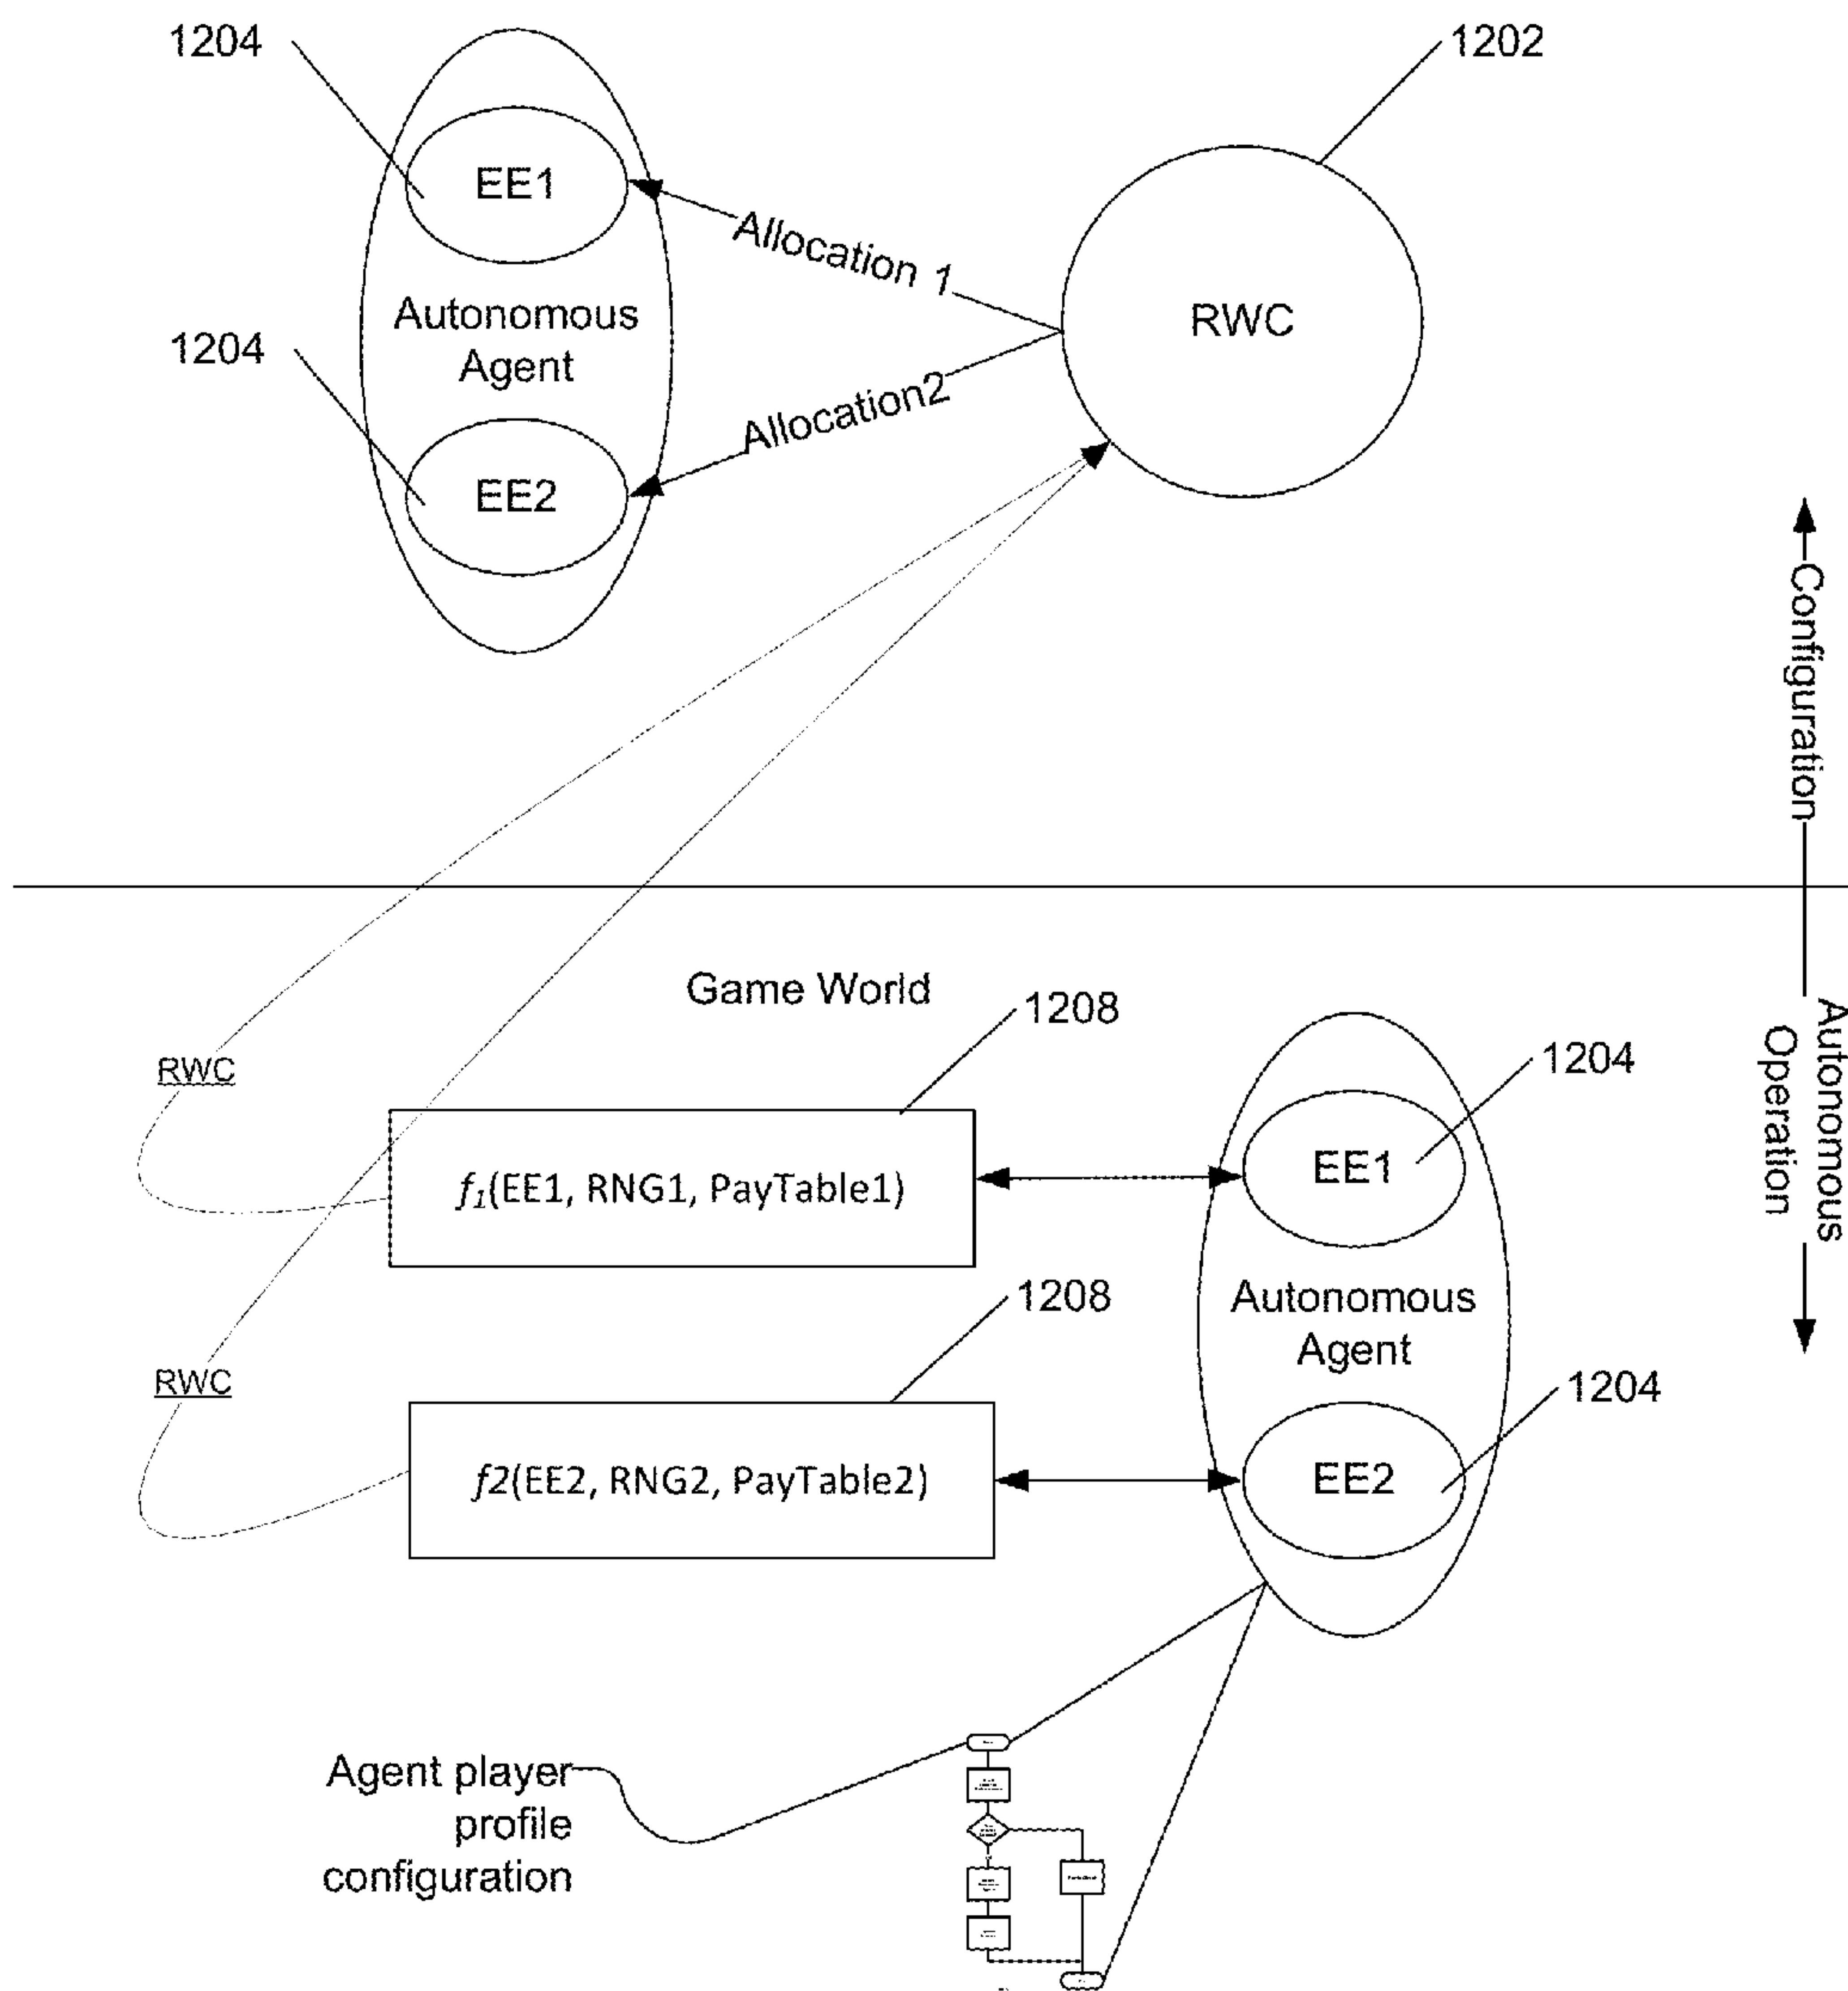 1204
1202
EE1
Allocation 1
Autonomous
Agent
RWC
1204
Allocation2
EE2
Configuration
Game World
1208
Autonomous
Operation
1204
RWC
f1(EE1, RNG1, PayTable1)
EE1
1208
Autonomous
Agent
RWC
1204
f2(EE2, RNG2, PayTable2)
EE2
Agent player
profile
configuration